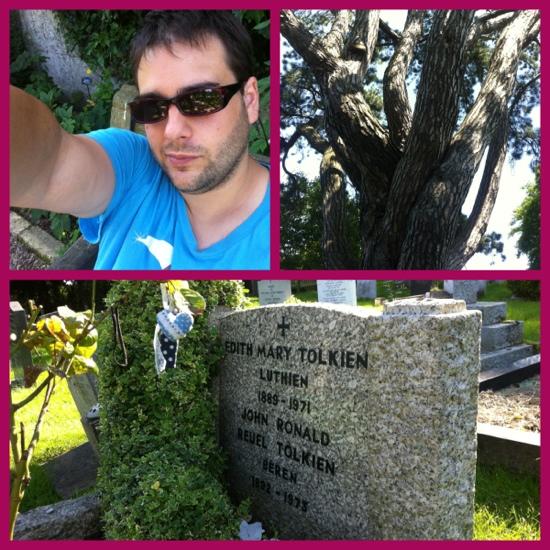 EDITH MARY TOLKIEN
LUTHIEN
1889-1971
JOHN RONALD
REUEL TOLKIEN
BEREN
1892-1973